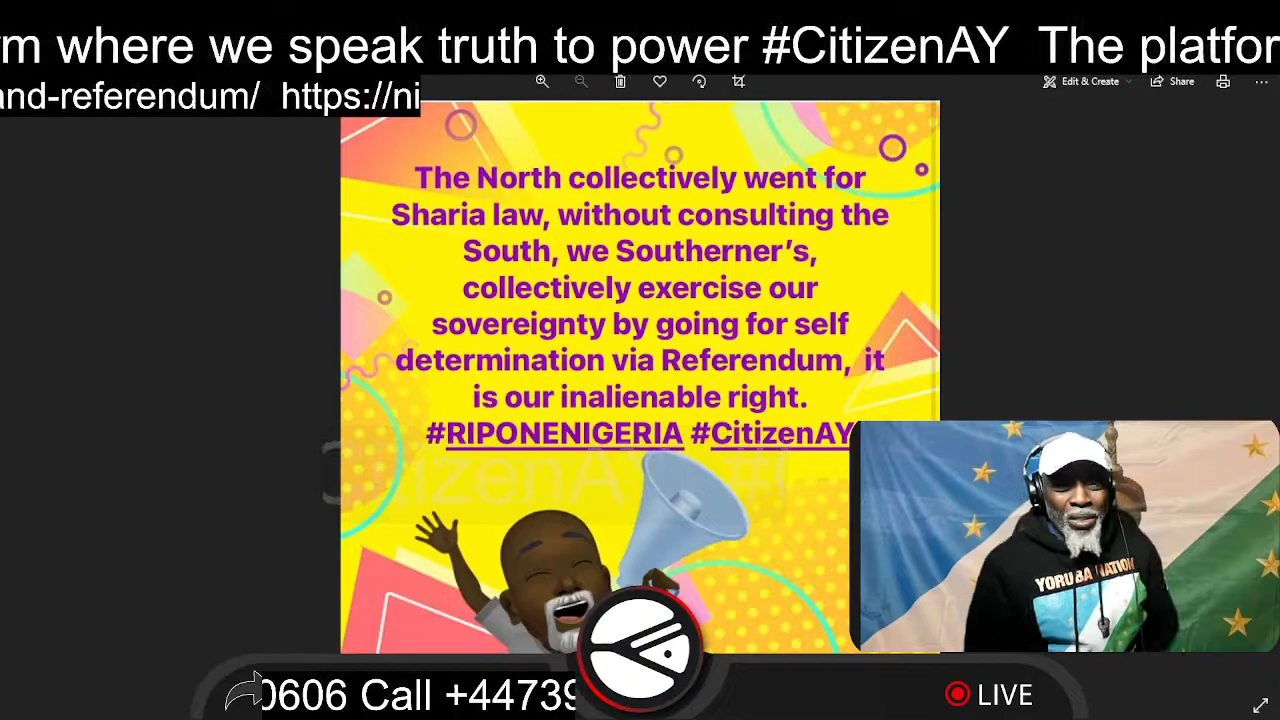 where we speak truth to power #CitizenAY The platfor
and-referendum/ https://ni
Edit & Create
Share
The North collectively went for
Sharia law, without consulting the
South, we Southerner’s,
collectively exercise our
sovereignty by going for self
determination via Referendum, it
is our inalienable right.
#RIPONENIGERIA #CitizenAY
YORUBA NATION
0606 Call +44739
LIVE